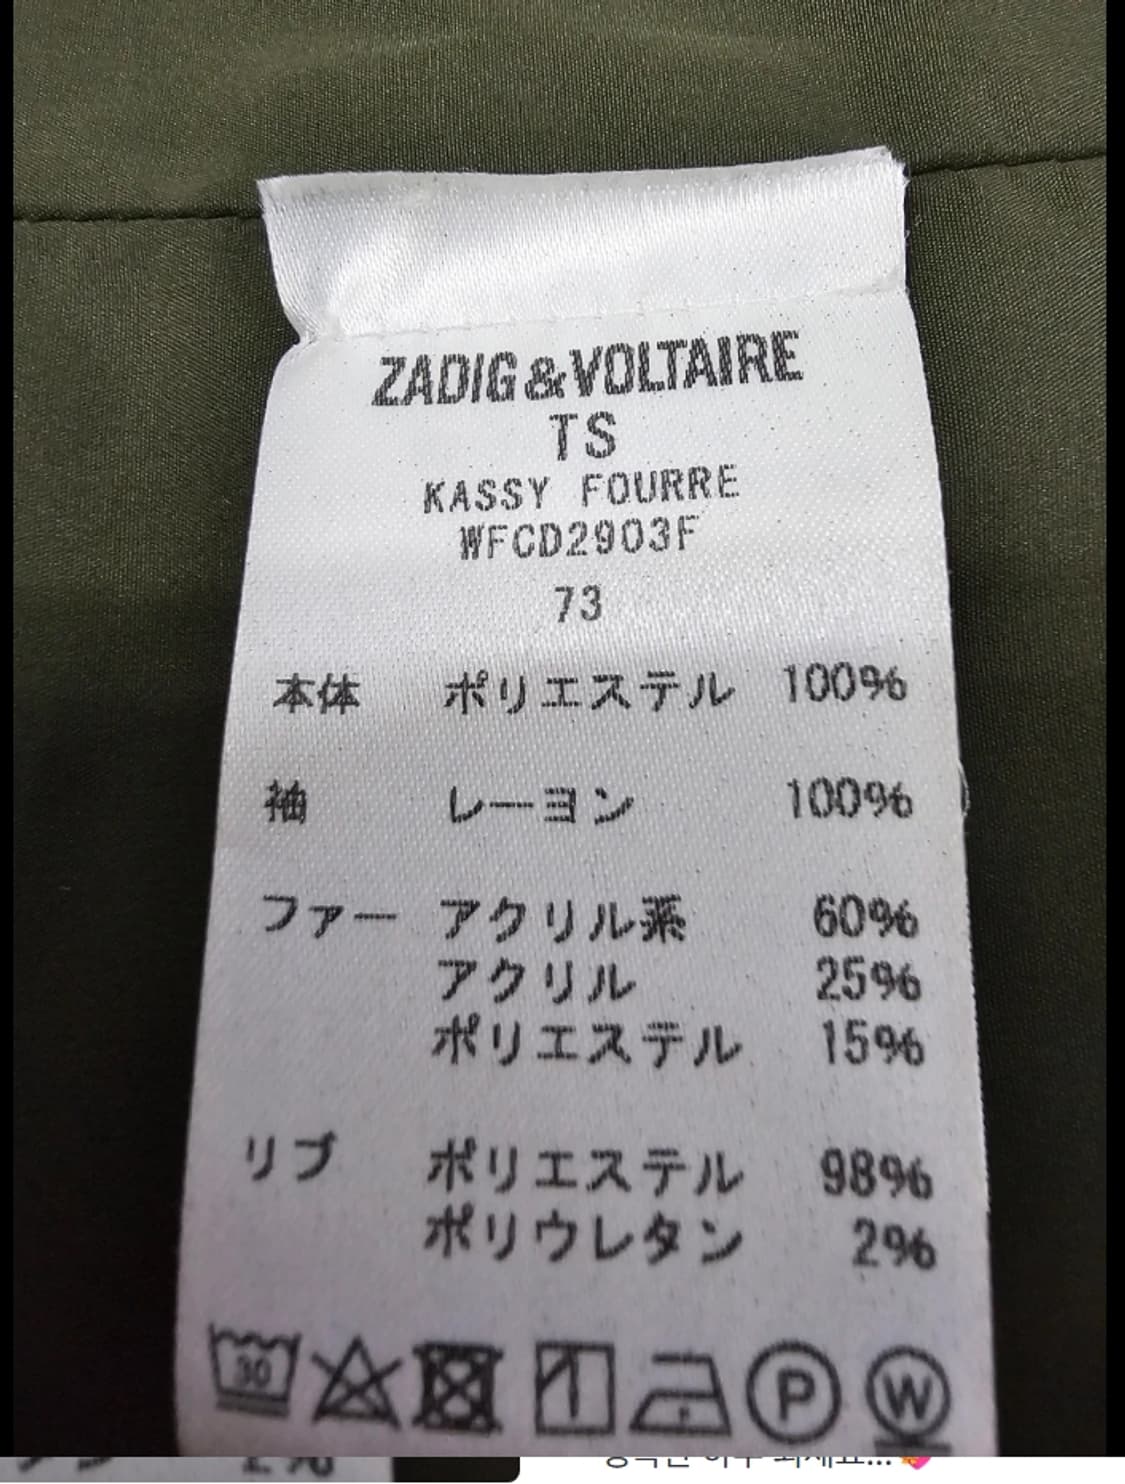 ZADIG&VOLTAIRE
TS
KASSY FOURRE
WFCD2903F
73
本体 ポリエステル 100%
袖 レーヨン 100%
ファー アクリル系 60%
アクリル 25%
ポリエステル 15%
リブ ポリエステル 98%
ポリウレタン 2%
30 P W